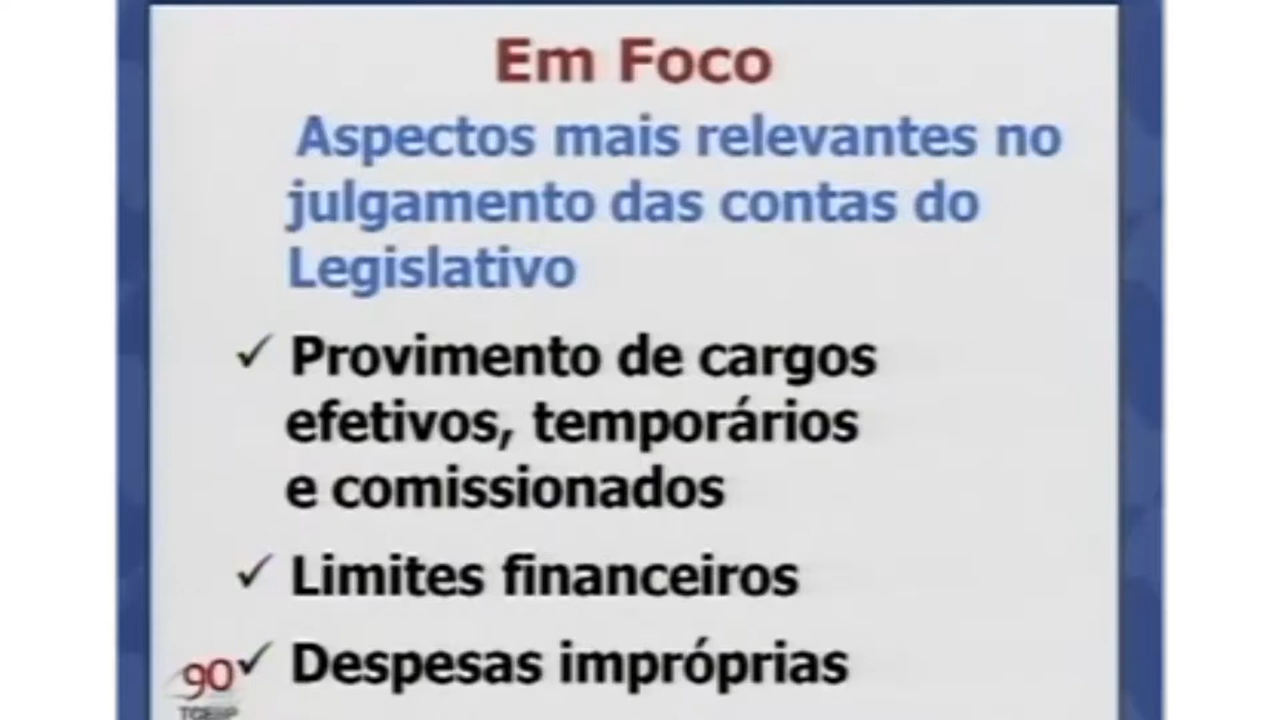 Em Foco
Aspectos mais relevantes no
julgamento das contas do
Legislativo
✓ Provimento de cargos
efetivos, temporários
e comissionados
✓ Limites financeiros
✓ Despesas impróprias
90